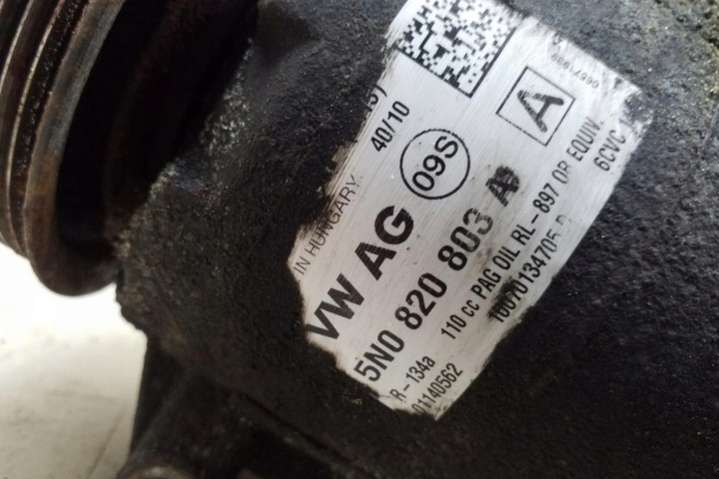 40/10
A
IN HUNGARY
09S
VW AG
5N0 820 803 A
6CVC
R-134a 110 cc PAG OIL RL-897 OR EQUIV.
01140562